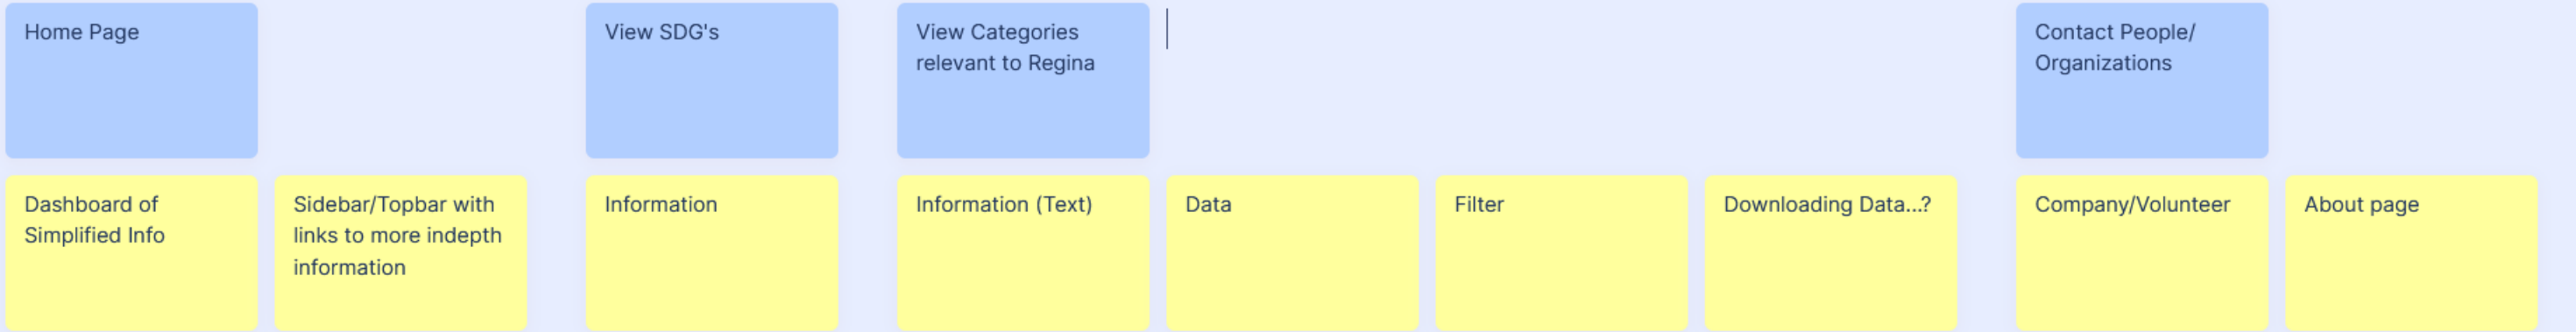 Home Page
View SDG's
View Categories
relevant to Regina
Contact People/
Organizations
Dashboard of
Simplified Info
Sidebar/Topbar with
links to more indepth
information
Information
Information (Text)
Data
Filter
Downloading Data...?
Company/Volunteer
About page